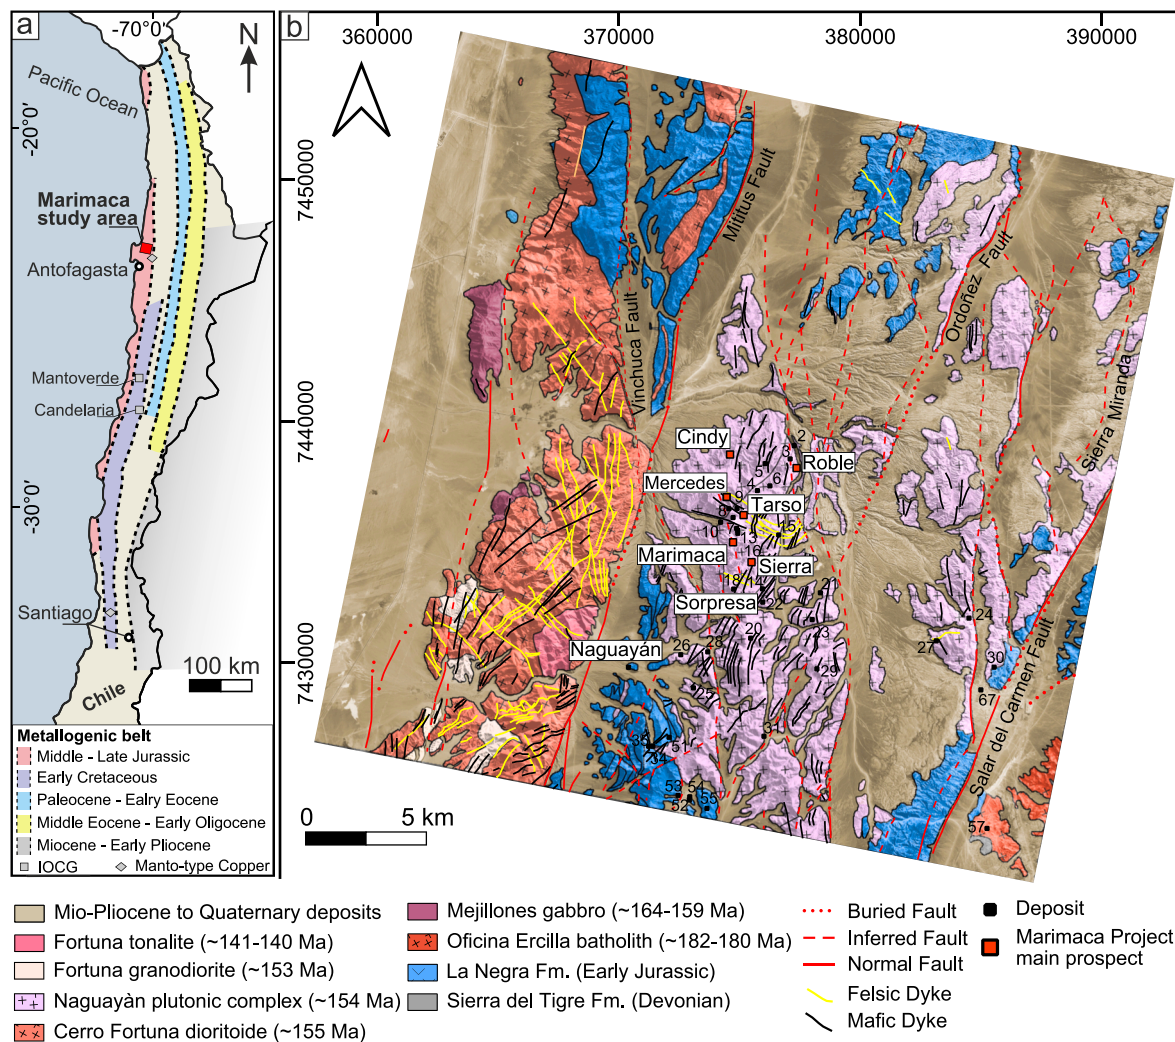 a
-70°0'
N
Pacific Ocean
-20°0'
Marimaca
study area
Antofagasta
Mantoverde
Candelaria
-30°0'
Santiago
100 km
Chile
Metallogenic belt
Middle - Late Jurassic
Early Cretaceous
Paleocene - Ealry Eocene
Middle Eocene - Early Oligocene
Miocene - Early Pliocene
IOCG
Manto-type Copper
b
360000
370000
380000
390000
7450000
7440000
7430000
Mititus Fault
Vinchuca Fault
Ordoñez Fault
Sierra Miranda
Salar del Carmen Fault
Cindy
2
3
Roble
5
4
6
Mercedes
9
Tarso
8
10
7
13
15
Marimaca
16
Sierra
18
14
21
Sorpresa
22
20
23
24
Naguayán
26
28
27
29
30
25
67
31
35
51
34
53
54
52
55
57
0
5 km
Mio-Pliocene to Quaternary deposits
Fortuna tonalite (~141-140 Ma)
Fortuna granodiorite (~153 Ma)
Naguayàn plutonic complex (~154 Ma)
Cerro Fortuna dioritoide (~155 Ma)
Mejillones gabbro (~164-159 Ma)
Oficina Ercilla batholith (~182-180 Ma)
La Negra Fm. (Early Jurassic)
Sierra del Tigre Fm. (Devonian)
Buried Fault
Inferred Fault
Normal Fault
Felsic Dyke
Mafic Dyke
Deposit
Marimaca Project
main prospect